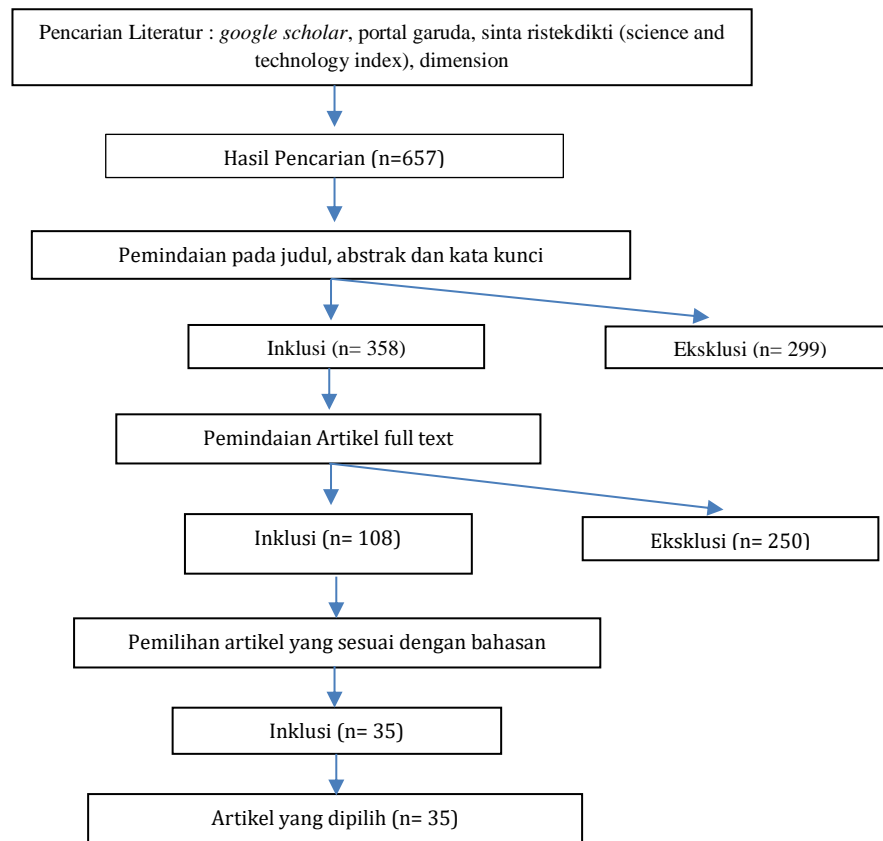 Pencarian Literatur : google scholar, portal garuda, sinta ristekdikti (science and
technology index), dimension
Hasil Pencarian (n=657)
Pemindaian pada judul, abstrak dan kata kunci
Inklusi (n= 358)
Eksklusi (n= 299)
Pemindaian Artikel full text
Inklusi (n= 108)
Eksklusi (n= 250)
Pemilihan artikel yang sesuai dengan bahasan
Inklusi (n= 35)
Artikel yang dipilih (n= 35)